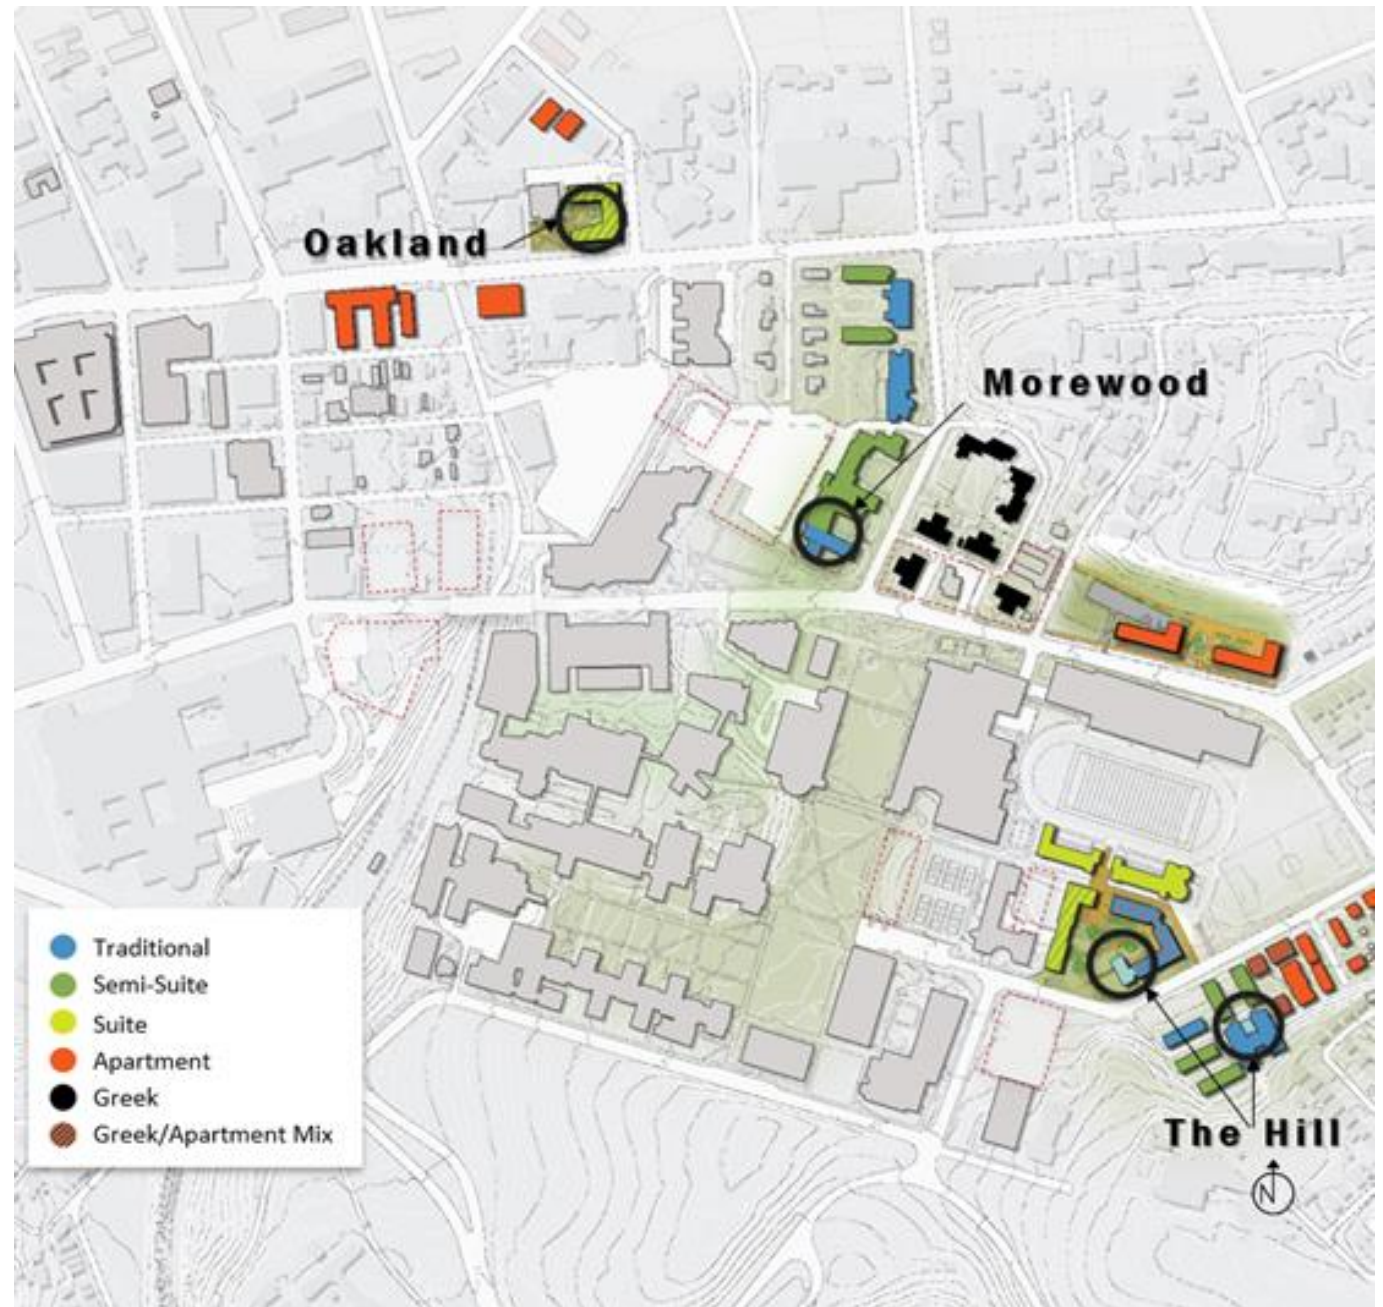 Oakland
Morewood
Traditional
Semi-Suite
Suite
Apartment
Greek
Greek/Apartment Mix
The Hill
N